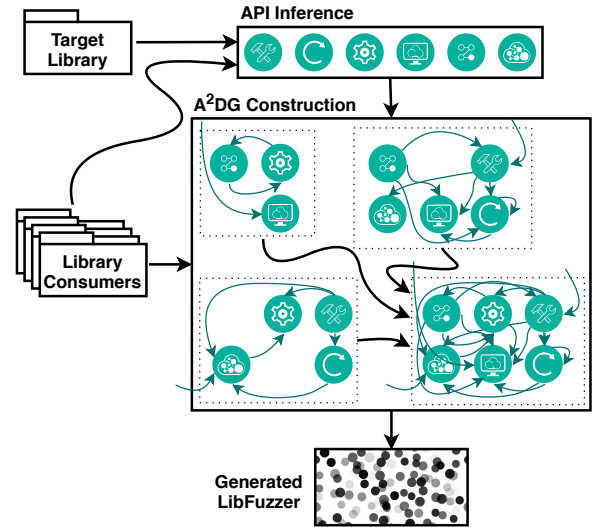 API Inference
Target
Library
A²DG Construction
Library
Consumers
Generated
LibFuzzer